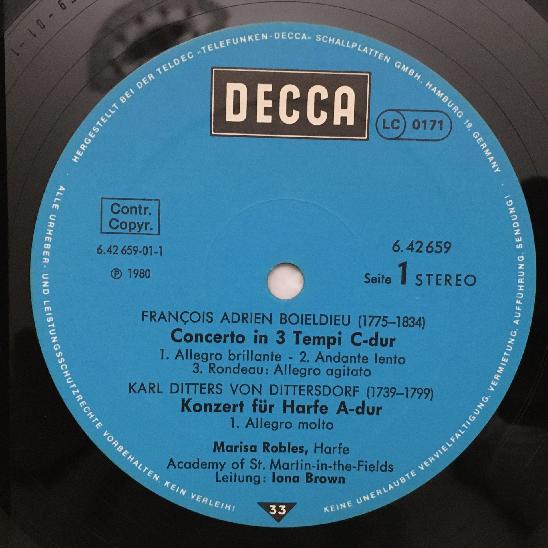 HERGESTELLT BEI DER TELDEC »TELEFUNKEN-DECCA« SCHALLPLATTEN GMBH, HAMBURG 19, GERMANY
DECCA
LC 0171
Contr.
Copyr.
6.42 659-01-1
℗ 1980
6.42659
Seite 1 STEREO
FRANÇOIS ADRIEN BOIELDIEU (1775-1834)
Concerto in 3 Tempi C-dur
1. Allegro brillante - 2. Andante lento
3. Rondeau: Allegro agitato
KARL DITTERS VON DITTERSDORF (1739-1799)
Konzert für Harfe A-dur
1. Allegro molto
Marisa Robles, Harfe
Academy of St. Martin-in-the-Fields
Leitung: Iona Brown
33
ALLE URHEBER- UND LEISTUNGSSCHUTZRECHTE VORBEHALTEN. KEIN VERLEIH! KEINE UNERLAUBTE VERVIELFÄLTIGUNG, VERMIETUNG, AUFFÜHRUNG, SENDUNG!